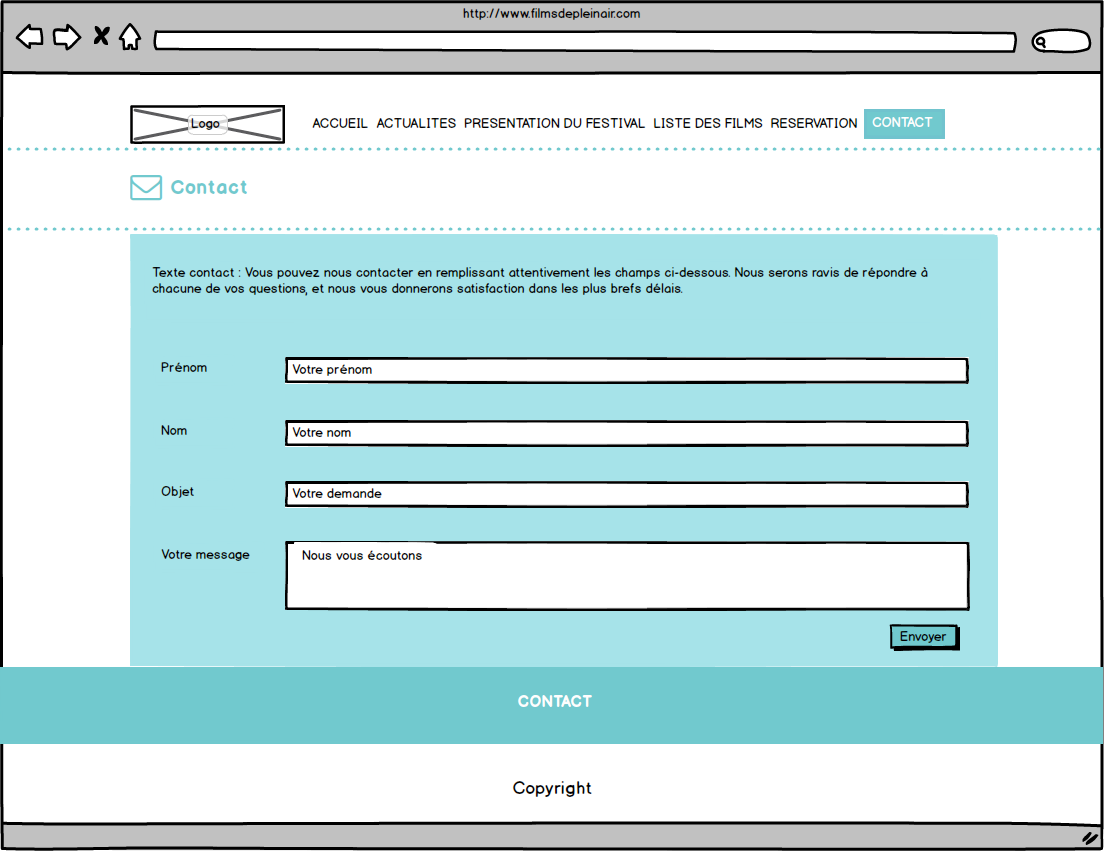 http://www.filmsdepleinair.com
Logo
ACCUEIL ACTUALITES PRESENTATION DU FESTIVAL LISTE DES FILMS RESERVATION CONTACT
Contact
Texte contact : Vous pouvez nous contacter en remplissant attentivement les champs ci-dessous. Nous serons ravis de répondre à
chacune de vos questions, et nous vous donnerons satisfaction dans les plus brefs délais.
Prénom
Votre prénom
Nom
Votre nom
Objet
Votre demande
Votre message
Nous vous écoutons
Envoyer
CONTACT
Copyright